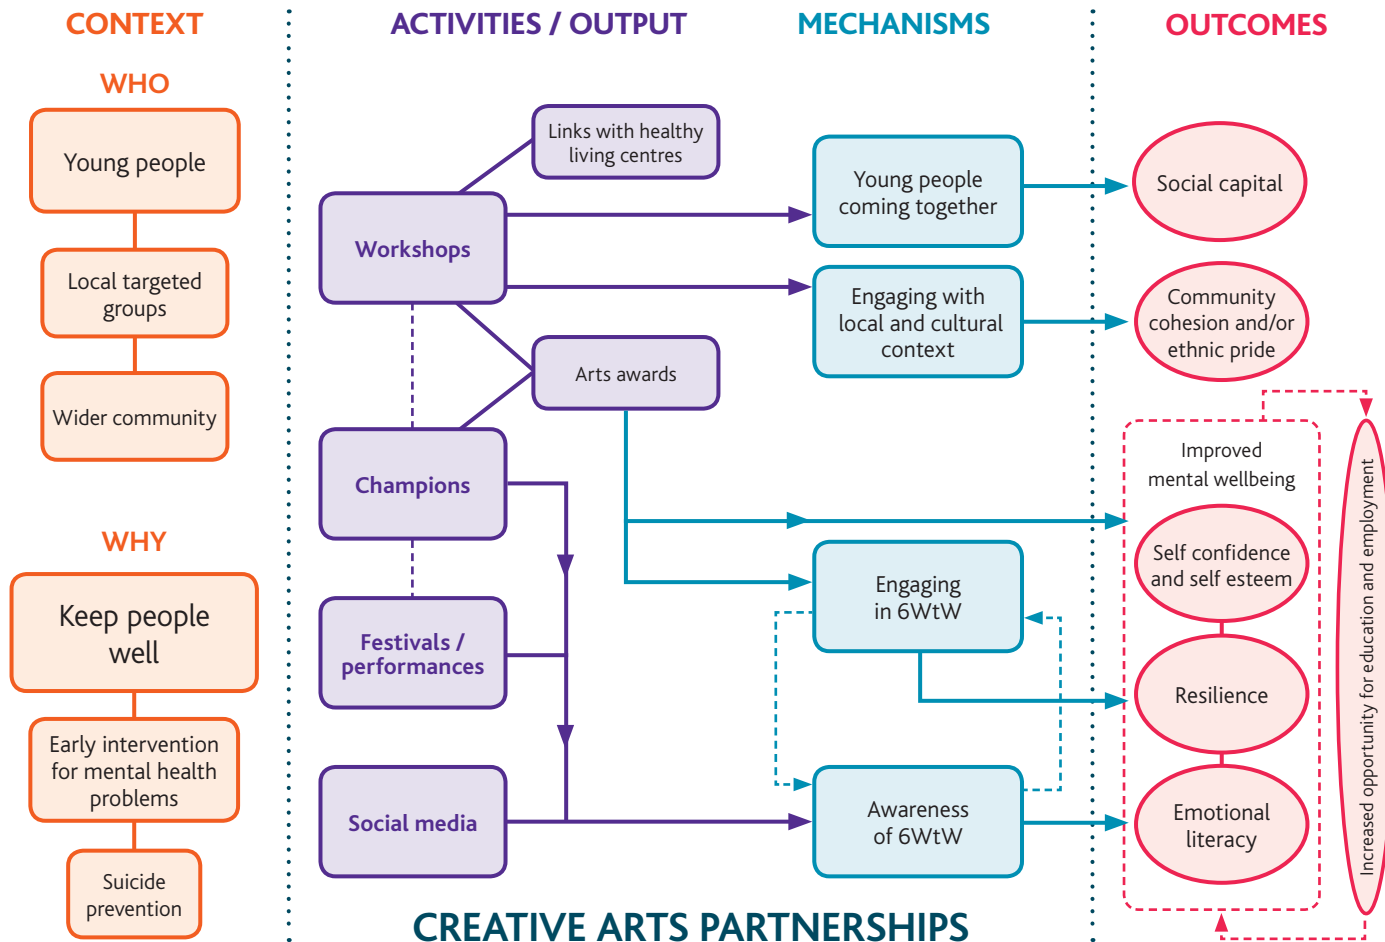 CONTEXT
WHO
Young people
Local targeted
groups
Wider community
WHY
Keep people
well
Early intervention
for mental health
problems
Suicide
prevention
ACTIVITIES / OUTPUT
Links with healthy
living centres
Workshops
Arts awards
Champions
Festivals /
performances
Social media
MECHANISMS
Young people
coming together
Engaging with
local and cultural
context
Engaging
in 6WtW
Awareness
of 6WtW
OUTCOMES
Social capital
Community
cohesion and/or
ethnic pride
Improved
mental wellbeing
Self confidence
and self esteem
Resilience
Emotional
literacy
Increased opportunity for education and employment
CREATIVE ARTS PARTNERSHIPS